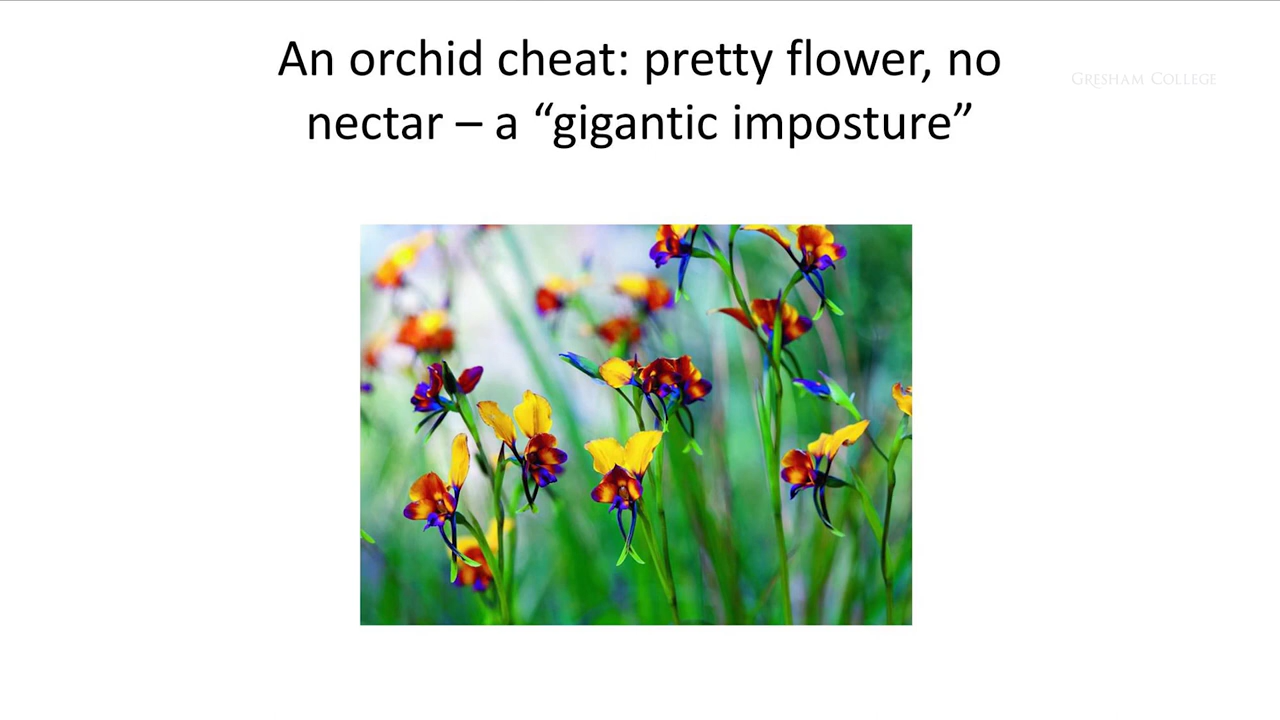 An orchid cheat: pretty flower, no
nectar – a “gigantic imposture”
GRESHAM COLLEGE